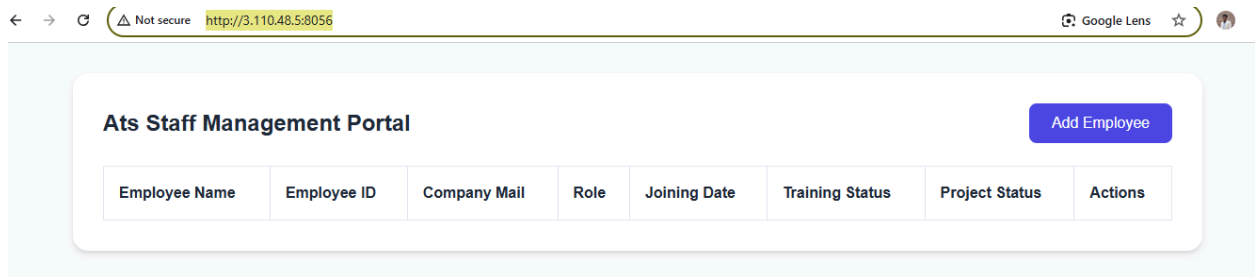 Not secure http://3.110.48.5:8056 Google Lens
Ats Staff Management Portal Add Employee
Employee Name Employee ID Company Mail Role Joining Date Training Status Project Status Actions